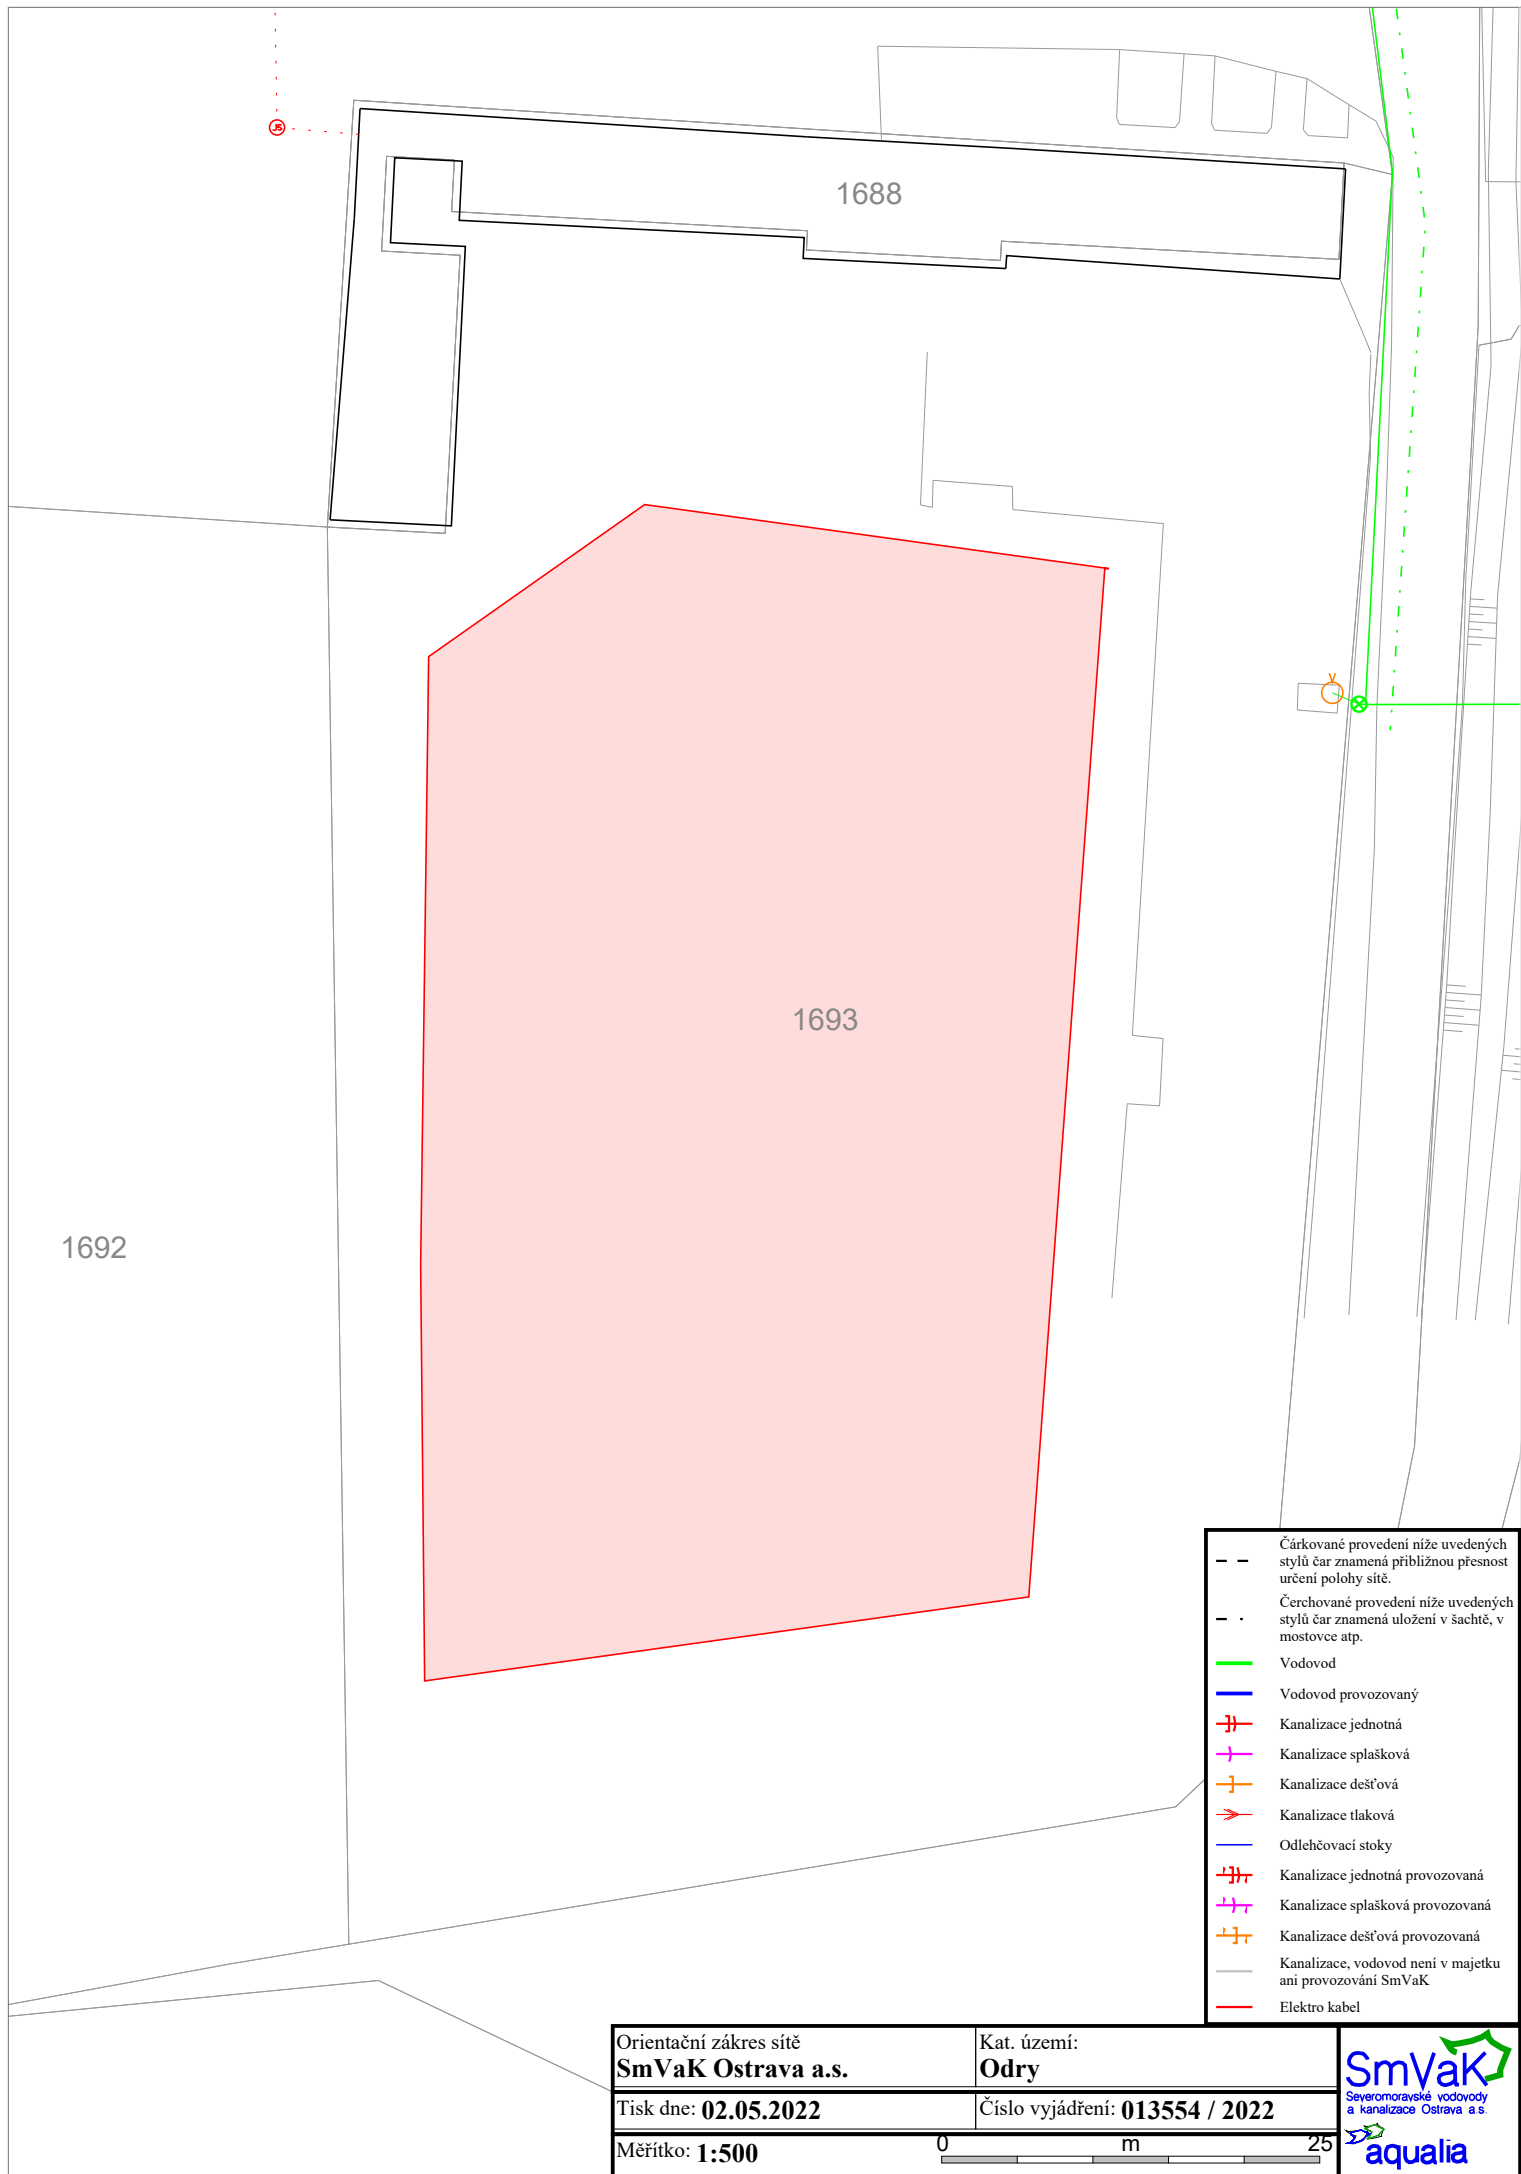 JS
1688
V
1693
1692
Čárkované provedení níže uvedených
stylů čar znamená přibližnou přesnost
určení polohy sítě.
Čerchované provedení níže uvedených
stylů čar znamená uložení v šachtě, v
mostovce atp.
Vodovod
Vodovod provozovaný
Kanalizace jednotná
Kanalizace splašková
Kanalizace dešťová
Kanalizace tlaková
Odlehčovací stoky
Kanalizace jednotná provozovaná
Kanalizace splašková provozovaná
Kanalizace dešťová provozovaná
Kanalizace, vodovod není v majetku
ani provozování SmVaK
Elektro kabel
Orientační zákres sítě
SmVaK Ostrava a.s.
Kat. území:
Odry
Tisk dne: 02.05.2022
Číslo vyjádření: 013554 / 2022
Měřítko: 1:500
0 m 25
SmVaK
Severomoravské vodovody
a kanalizace Ostrava a.s.
aqualia